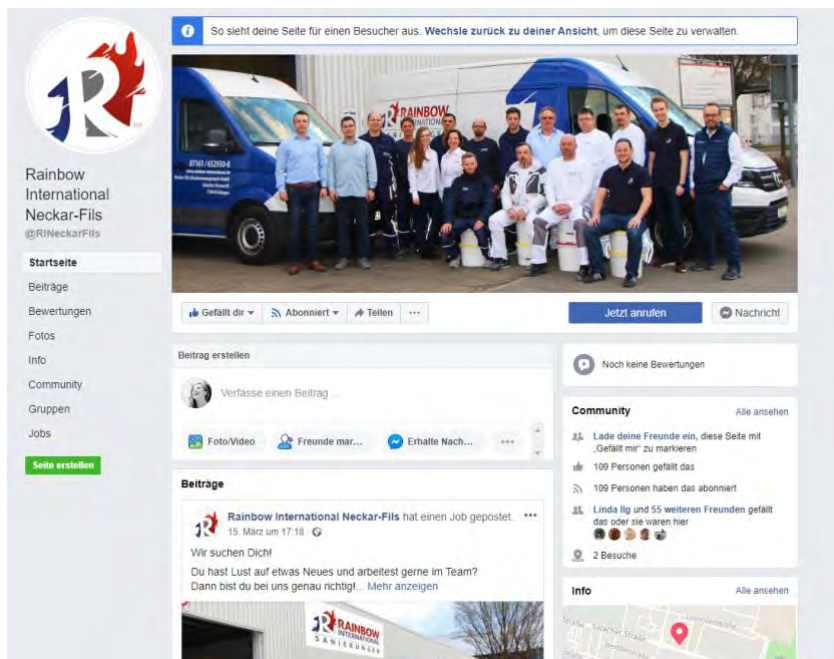 So sieht deine Seite für einen Besucher aus. Wechsle zurück zu deiner Ansicht, um diese Seite zu verwalten.
R
RAINBOW
INTERNATIONAL
07161 / 652950-0
Rainbow
International
Neckar-Fils
@RINeckarFils
Startseite
Beiträge
Bewertungen
Fotos
Info
Community
Gruppen
Jobs
Seite erstellen
Gefällt dir
Abonniert
Teilen
Jetzt anrufen
Nachricht
Beitrag erstellen
Verfasse einen Beitrag ...
Foto/Video
Freunde mar...
Erhalte Nach...
Noch keine Bewertungen
Community
Alle ansehen
Lade deine Freunde ein, diese Seite mit
„Gefällt mir“ zu markieren
109 Personen gefällt das
109 Personen haben das abonniert
Linda Ilg und 55 weiteren Freunden gefällt
das oder sie waren hier
2 Besuche
Beiträge
Rainbow International Neckar-Fils hat einen Job gepostet.
15. März um 17:18
Wir suchen Dich!
Du hast Lust auf etwas Neues und arbeitest gerne im Team?
Dann bist du bei uns genau richtig!... Mehr anzeigen
RAINBOW
INTERNATIONAL
SANIERUNGEN
Info
Alle ansehen